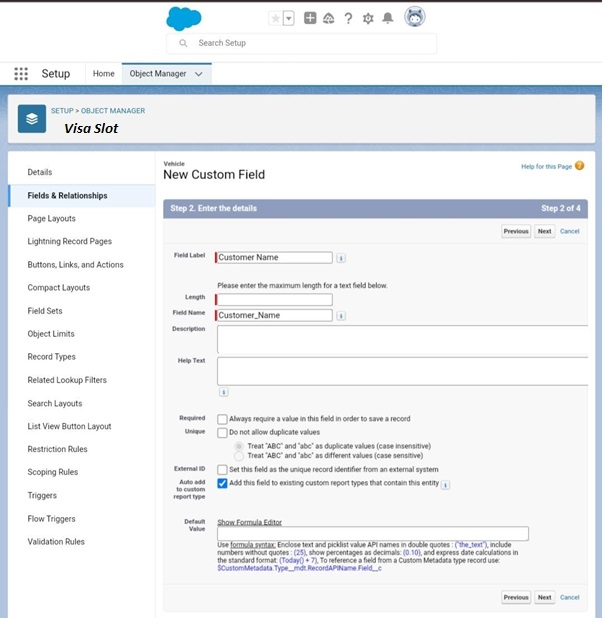 Search Setup
Setup
Home
Object Manager
SETUP > OBJECT MANAGER
Visa Slot
Details
Fields & Relationships
Page Layouts
Lightning Record Pages
Buttons, Links, and Actions
Compact Layouts
Field Sets
Object Limits
Record Types
Related Lookup Filters
Search Layouts
List View Button Layout
Restriction Rules
Scoping Rules
Triggers
Flow Triggers
Validation Rules
Vehicle
New Custom Field
Help for this Page
Step 2. Enter the details
Step 2 of 4
Previous
Next
Cancel
Field Label
Customer Name
Please enter the maximum length for a text field below.
Length
Field Name
Customer_Name
Description
Help Text
Required
Always require a value in this field in order to save a record
Unique
Do not allow duplicate values
Treat "ABC" and "abc" as duplicate values (case insensitive)
Treat "ABC" and "abc" as different values (case sensitive)
External ID
Set this field as the unique record identifier from an external system
Auto add
to custom
report type
Add this field to existing custom report types that contain this entity
Default
Value
Show Formula Editor
Use formula syntax: Enclose text and picklist value API names in double quotes : ("the_text"), include
numbers without quotes : (25), show percentages as decimals: (0.10), and express date calculations in
the standard format: (Today() + 7), To reference a field from a Custom Metadata type record use:
$CustomMetadata.Type__mdt.RecordAPIName.Field__c
Previous
Next
Cancel